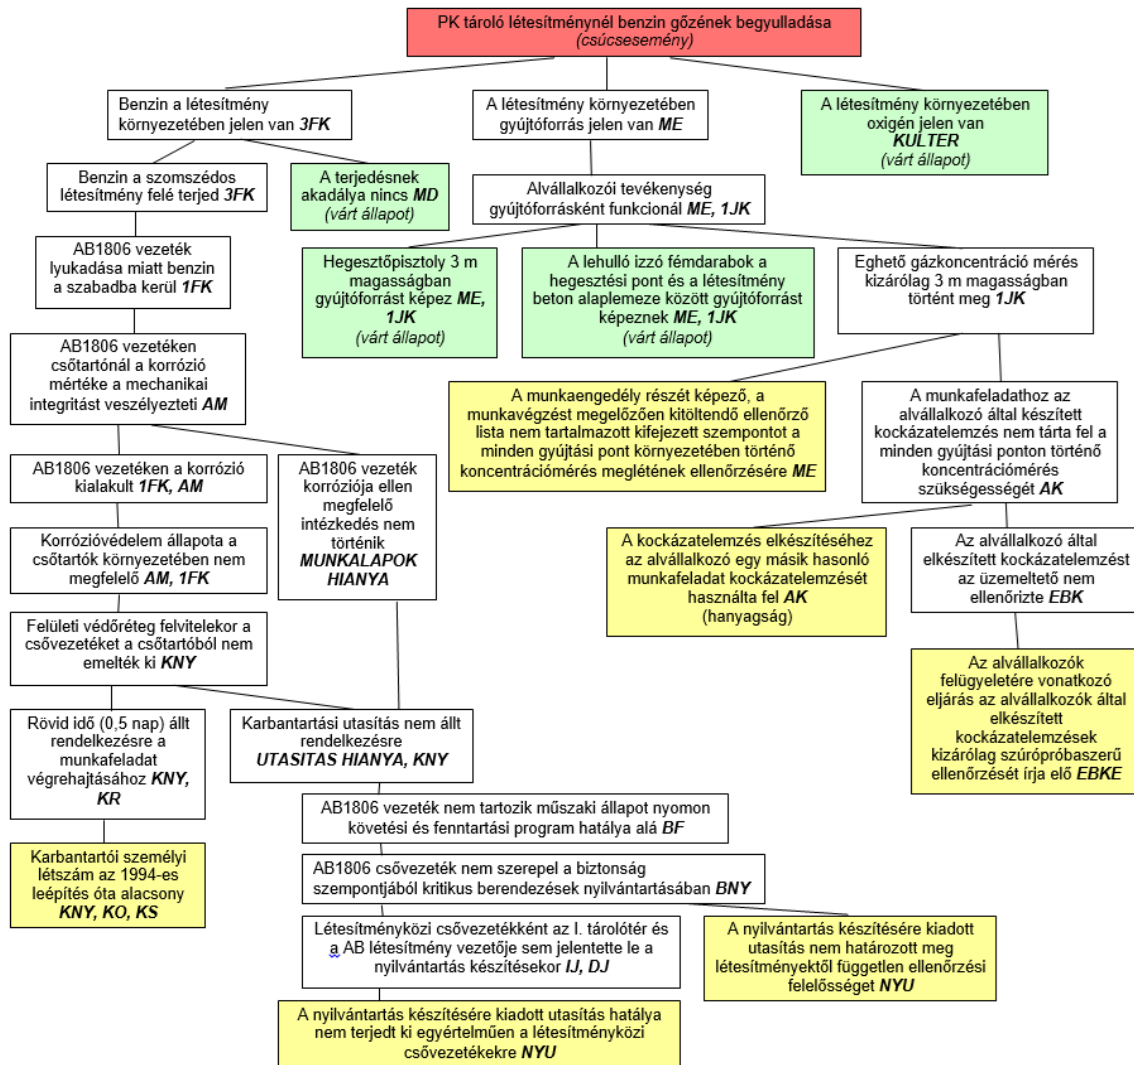 PK tároló létesítménynél benzin gőzének begyulladása
(csúcsesemény)
Benzin a létesítmény
környezetében jelen van 3FK
A létesítmény környezetében
gyújtóforrás jelen van ME
A létesítmény környezetében
oxigén jelen van
KULTER
(várt állapot)
Benzin a szomszédos
létesítmény felé terjed 3FK
A terjedésnek
akadálya nincs MD
(várt állapot)
Alvállalkozói tevékenység
gyújtóforrásként funkcionál ME, 1JK
AB1806 vezeték
lyukadása miatt benzin
a szabadba kerül 1FK
Hegesztőpisztoly 3 m
magasságban
gyújtóforrást képez ME,
1JK
(várt állapot)
A lehulló izzó fémdarabok a
hegesztési pont és a létesítmény
beton alaplemeze között gyújtóforrást
képeznek ME, 1JK
(várt állapot)
Éghető gázkoncentráció mérés
kizárólag 3 m magasságban
történt meg 1JK
AB1806 vezetéken
csőtartónál a korrózió
mértéke a mechanikai
integritást veszélyezteti AM
A munkaengedély részét képező, a
munkavégzést megelőzően kitöltendő ellenőrző
lista nem tartalmazott kifejezett szempontot a
minden gyújtási pont környezetében történő
koncentrációmérés meglétének ellenőrzésére ME
A munkafeladathoz az
alvállalkozó által készített
kockázatelemzés nem tárta fel a
minden gyújtási ponton történő
koncentrációmérés
szükségességét AK
AB1806 vezetéken a korrózió
kialakult 1FK, AM
AB1806 vezeték
korróziója ellen
megfelelő
intézkedés nem
történik
MUNKALAPOK
HIANYA
Korrózióvédelem állapota a
csőtartók környezetében nem
megfelelő AM, 1FK
A kockázatelemzés elkészítéséhez
az alvállalkozó egy másik hasonló
munkafeladat kockázatelemzését
használta fel AK
(hanyagság)
Az alvállalkozó által
elkészített kockázatelemzést
az üzemeltető nem
ellenőrizte EBK
Felületi védőréteg felvitelekor a
csővezetéket a csőtartóból nem
emelték ki KNY
Az alvállalkozók
felügyeletére vonatkozó
eljárás az alvállalkozók által
elkészített
kockázatelemzések
kizárólag szúrópróbaszerű
ellenőrzését írja elő EBKE
Rövid idő (0,5 nap) állt
rendelkezésre a
munkafeladat
végrehajtásához KNY,
KR
Karbantartási utasítás nem állt
rendelkezésre
UTASITAS HIANYA, KNY
AB1806 vezeték nem tartozik műszaki állapot nyomon
követési és fenntartási program hatálya alá BF
Karbantartói személyi
létszám az 1994-es
leépítés óta alacsony
KNY, KO, KS
AB1806 csővezeték nem szerepel a biztonság
szempontjából kritikus berendezések nyilvántartásában BNY
Létesítményközi csővezetékként az I. tárolótér és
a AB létesítmény vezetője sem jelentette le a
nyilvántartás készítésekor IJ, DJ
A nyilvántartás készítésére kiadott
utasítás nem határozott meg
létesítményektől független ellenőrzési
felelősséget NYU
A nyilvántartás készítésére kiadott utasítás hatálya
nem terjedt ki egyértelműen a létesítményközi
csővezetékekre NYU